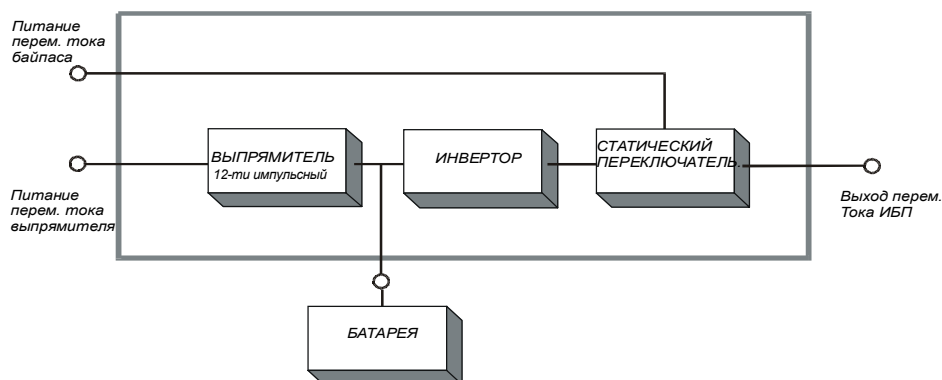 Питание
перем. тока
байпаса
ВЫПРЯМИТЕЛЬ
12-ти импульсный
ИНВЕРТОР
СТАТИЧЕСКИЙ
ПЕРЕКЛЮЧАТЕЛЬ.
Питание
перем. тока
выпрямителя
Выход перем.
Тока ИБП
БАТАРЕЯ